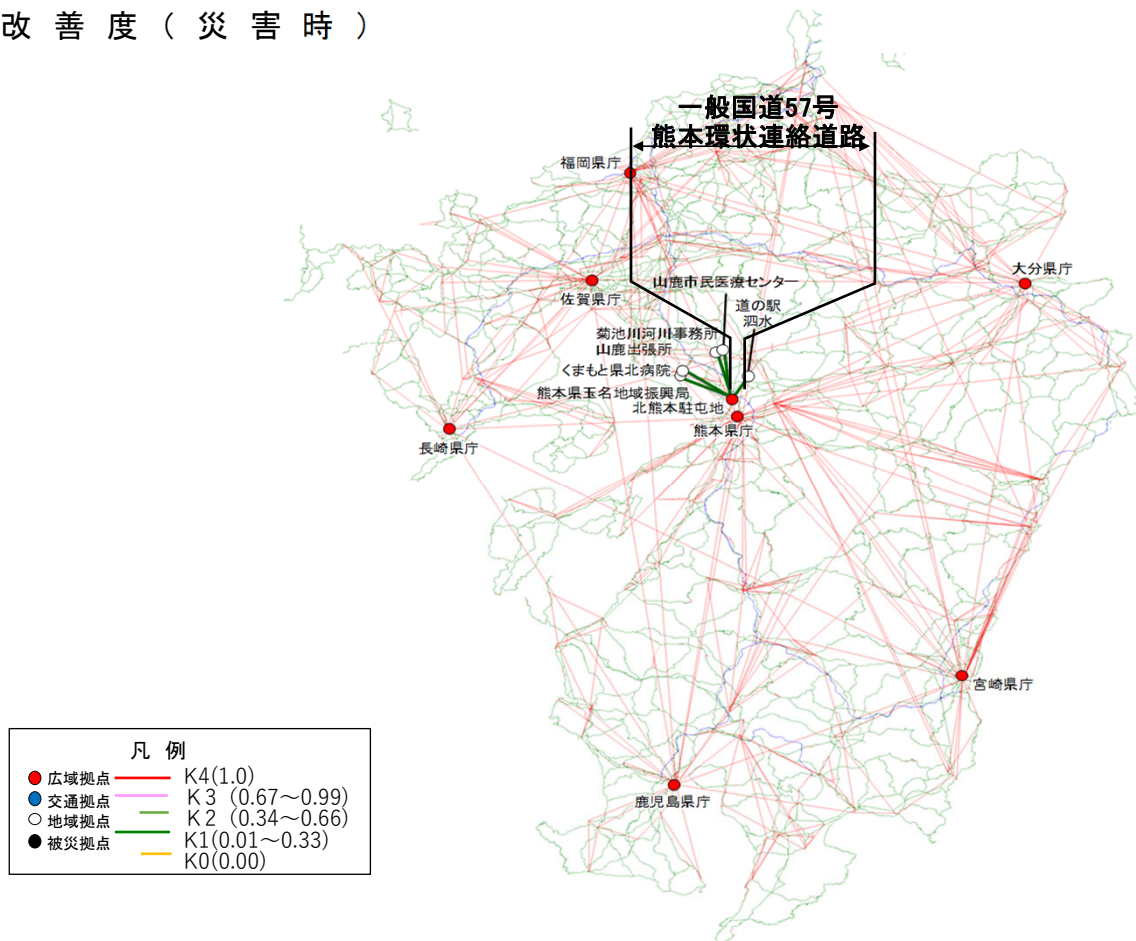 改善度(災害時)
一般国道57号
熊本環状連絡道路
福岡県庁
大分県庁
山鹿市民医療センター
道の駅
泗水
佐賀県庁
菊池川河川事務所
山鹿出張所
くまもと県北病院
熊本県玉名地域振興局
北熊本駐屯地
熊本県庁
長崎県庁
宮崎県庁
鹿児島県庁
凡 例
広域拠点 K4(1.0)
交通拠点 K3 (0.67~0.99)
地域拠点 K2 (0.34~0.66)
被災拠点 K1(0.01~0.33)
K0(0.00)